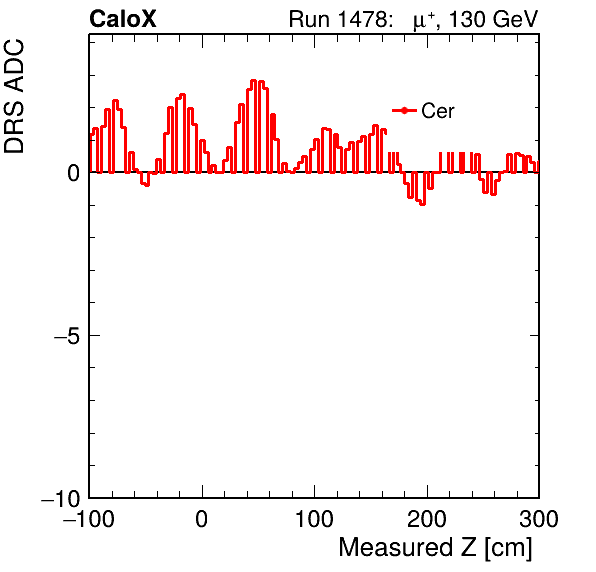 CaloX Run 1478: μ⁺, 130 GeV
DRS ADC
Cer
0
−5
−10
−100 0 100 200 300
Measured Z [cm]